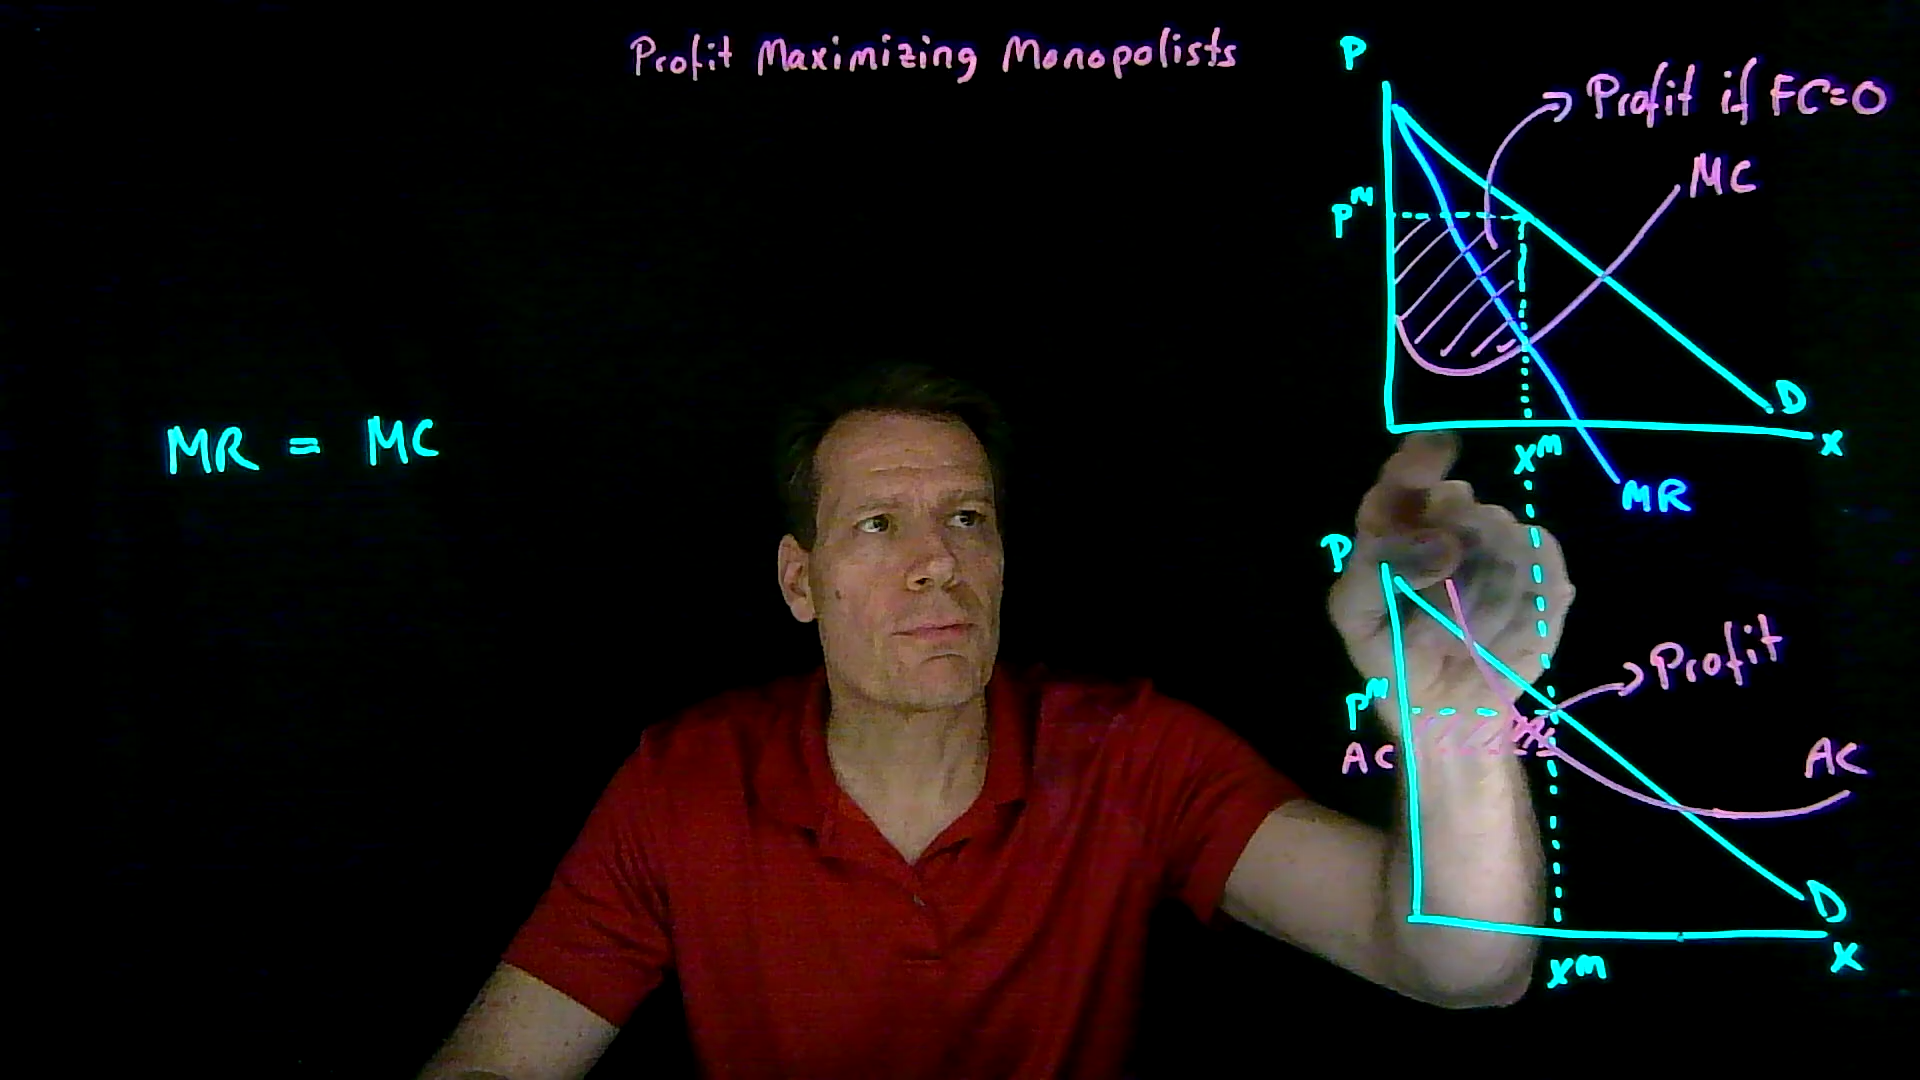 Profit Maximizing Monopolists
MR = MC
P
Profit if FC=0
MC
P^M
D
X
X^M
MR
P
Profit
P^M
AC
AC
D
X
X^M